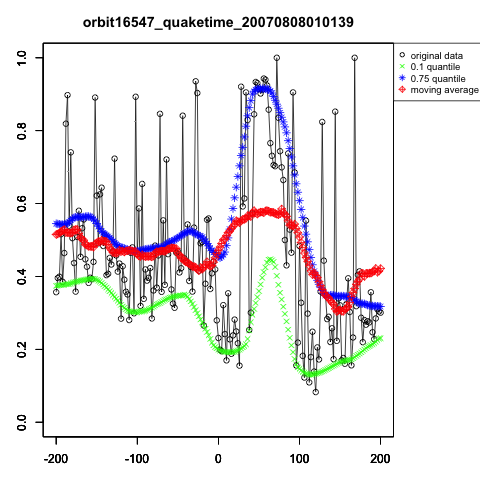 orbit16547_quaketime_20070808010139
original data
0.1 quantile
0.75 quantile
moving average
1.0
0.8
0.6
0.4
0.2
0.0
-200 -100 0 100 200